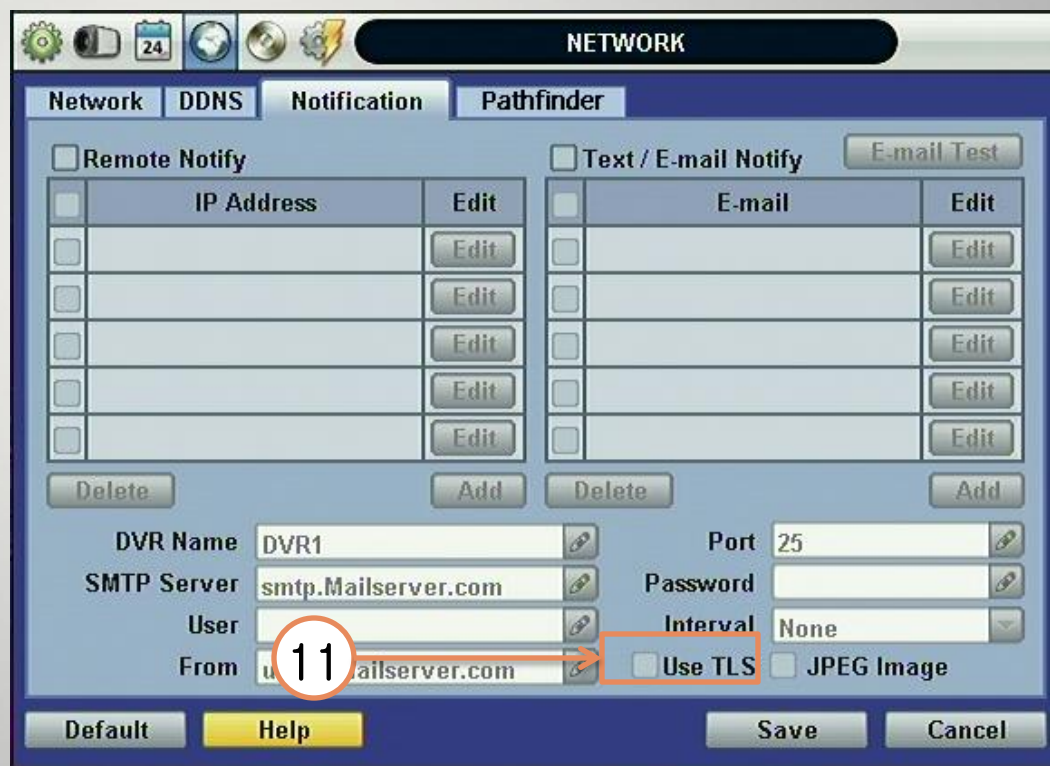 24
NETWORK
Network DDNS Notification Pathfinder
Remote Notify Text / E-mail Notify E-mail Test
IP Address Edit E-mail Edit
Edit Edit
Edit Edit
Edit Edit
Edit Edit
Edit Edit
Delete Add Delete Add
DVR Name DVR1 Port 25
SMTP Server smtp.Mailserver.com Password
User Interval None
From 11 ailserver.com Use TLS JPEG Image
Default Help Save Cancel